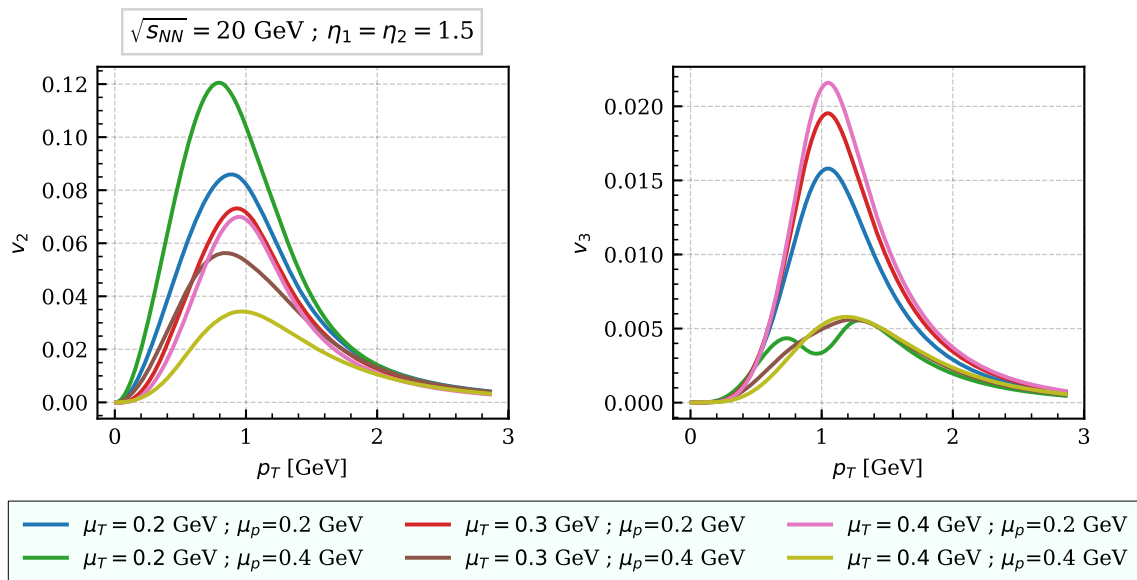 √s_NN = 20 GeV ; η₁ = η₂ = 1.5
v₂
0.12
0.10
0.08
0.06
0.04
0.02
0.00
0 1 2 3
p_T [GeV]
v₃
0.020
0.015
0.010
0.005
0.000
0 1 2 3
p_T [GeV]
μ_T = 0.2 GeV ; μ_p=0.2 GeV
μ_T = 0.2 GeV ; μ_p=0.4 GeV
μ_T = 0.3 GeV ; μ_p=0.2 GeV
μ_T = 0.3 GeV ; μ_p=0.4 GeV
μ_T = 0.4 GeV ; μ_p=0.2 GeV
μ_T = 0.4 GeV ; μ_p=0.4 GeV